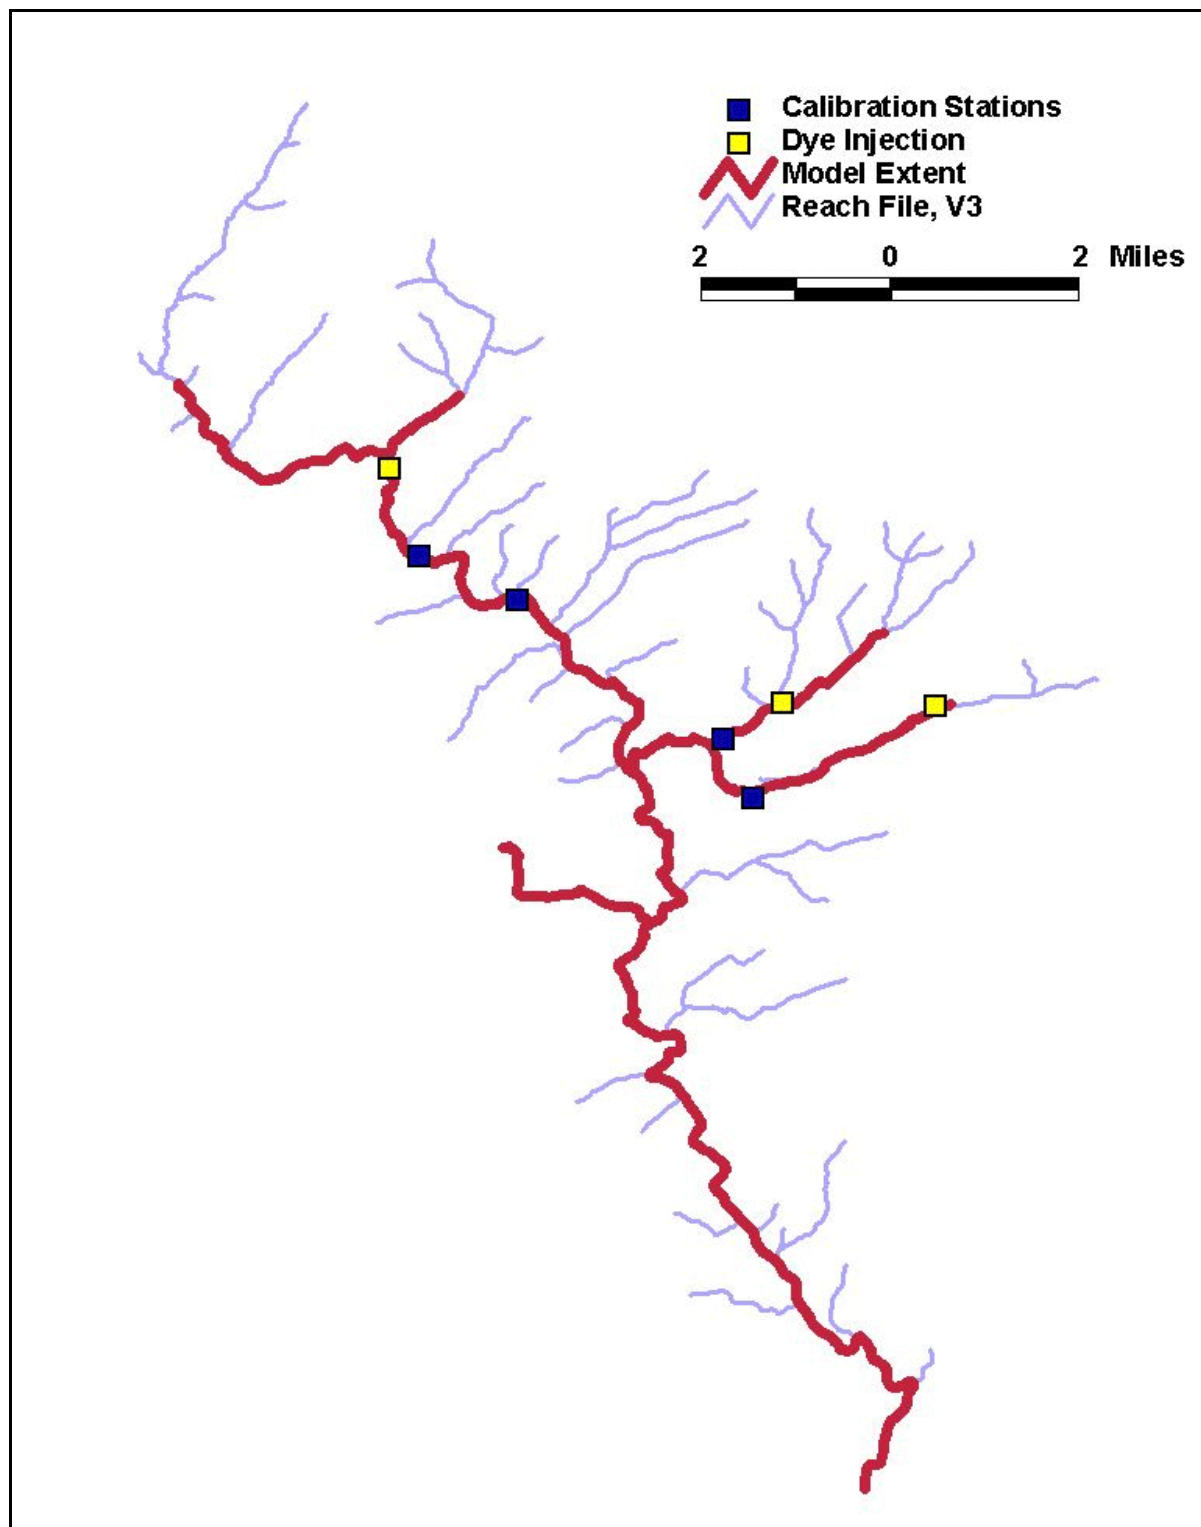 Calibration Stations
Dye Injection
Model Extent
Reach File, V3
2 0 2 Miles